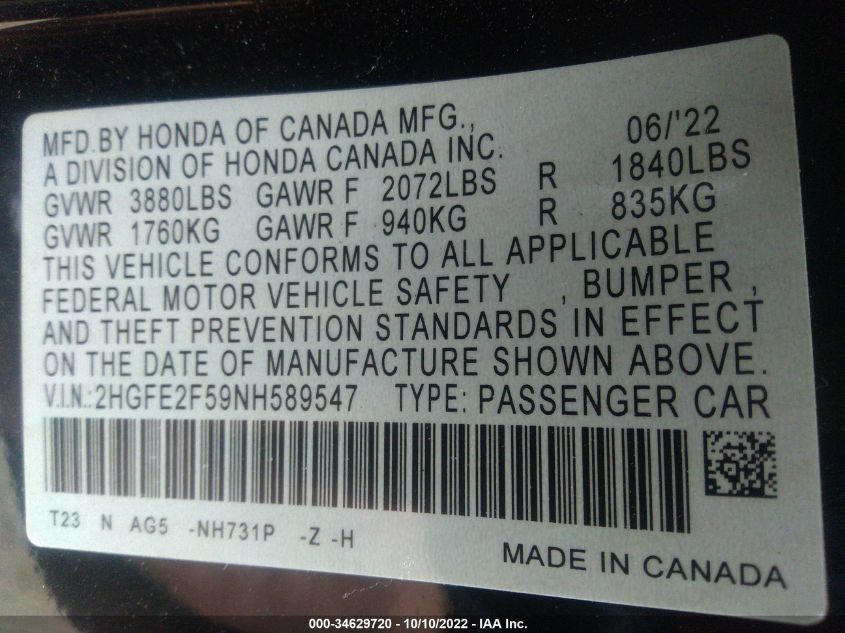 MFD.BY HONDA OF CANADA MFG., 06/'22
A DIVISION OF HONDA CANADA INC.
GVWR 3880LBS GAWR F 2072LBS R 1840LBS
GVWR 1760KG GAWR F 940KG R 835KG
THIS VEHICLE CONFORMS TO ALL APPLICABLE
FEDERAL MOTOR VEHICLE SAFETY , BUMPER ,
AND THEFT PREVENTION STANDARDS IN EFFECT
ON THE DATE OF MANUFACTURE SHOWN ABOVE.
V.I.N.:2HGFE2F59NH589547 TYPE: PASSENGER CAR
T23 N AG5 -NH731P -Z -H
MADE IN CANADA
000-34629720 - 10/10/2022 - IAA Inc.